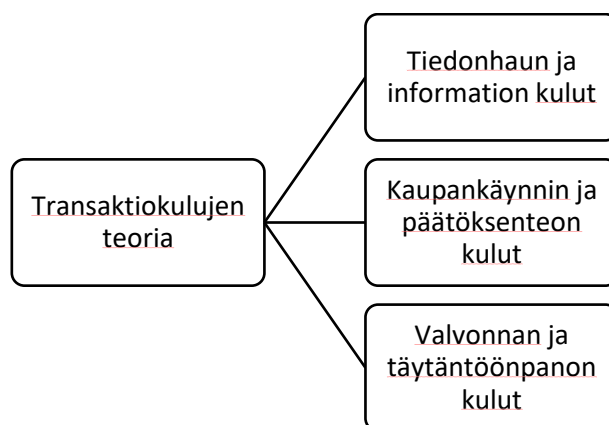 Transaktiokulujen
teoria
Tiedonhaun ja
information kulut
Kaupankäynnin ja
päätöksenteon
kulut
Valvonnan ja
täytäntöönpanon
kulut